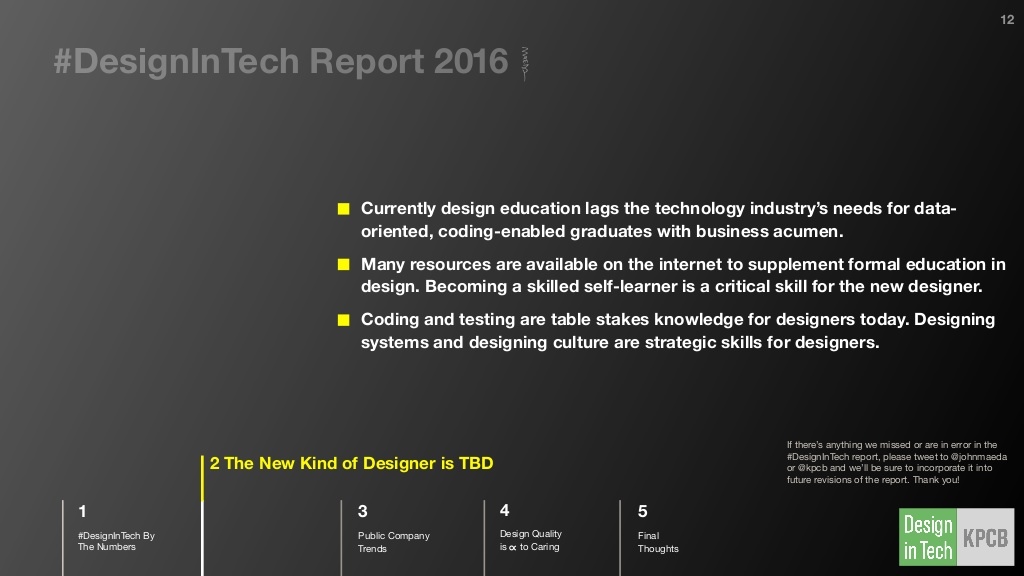 12
#DesignInTech Report 2016
Currently design education lags the technology industry’s needs for data-
oriented, coding-enabled graduates with business acumen.
Many resources are available on the internet to supplement formal education in
design. Becoming a skilled self-learner is a critical skill for the new designer.
Coding and testing are table stakes knowledge for designers today. Designing
systems and designing culture are strategic skills for designers.
If there’s anything we missed or are in error in the
#DesignInTech report, please tweet to @johnmaeda
or @kpcb and we’ll be sure to incorporate it into
future revisions of the report. Thank you!
2 The New Kind of Designer is TBD
1
#DesignInTech By
The Numbers
3
Public Company
Trends
4
Design Quality
is ∝ to Caring
5
Final
Thoughts
Design
in Tech
KPCB